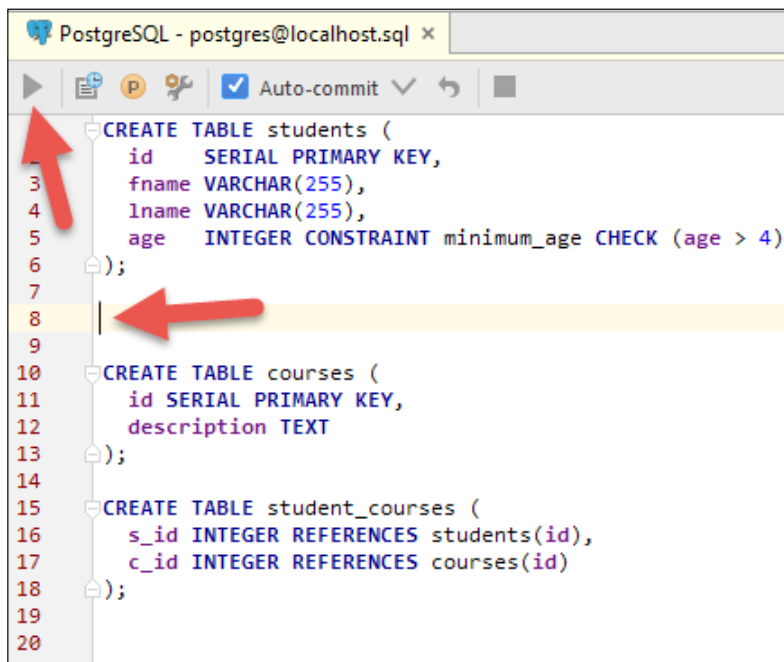 PostgreSQL - postgres@localhost.sql ×
P Auto-commit
CREATE TABLE students (
2 id SERIAL PRIMARY KEY,
3 fname VARCHAR(255),
4 lname VARCHAR(255),
5 age INTEGER CONSTRAINT minimum_age CHECK (age > 4)
6 );
7
8
9
10 CREATE TABLE courses (
11 id SERIAL PRIMARY KEY,
12 description TEXT
13 );
14
15 CREATE TABLE student_courses (
16 s_id INTEGER REFERENCES students(id),
17 c_id INTEGER REFERENCES courses(id)
18 );
19
20